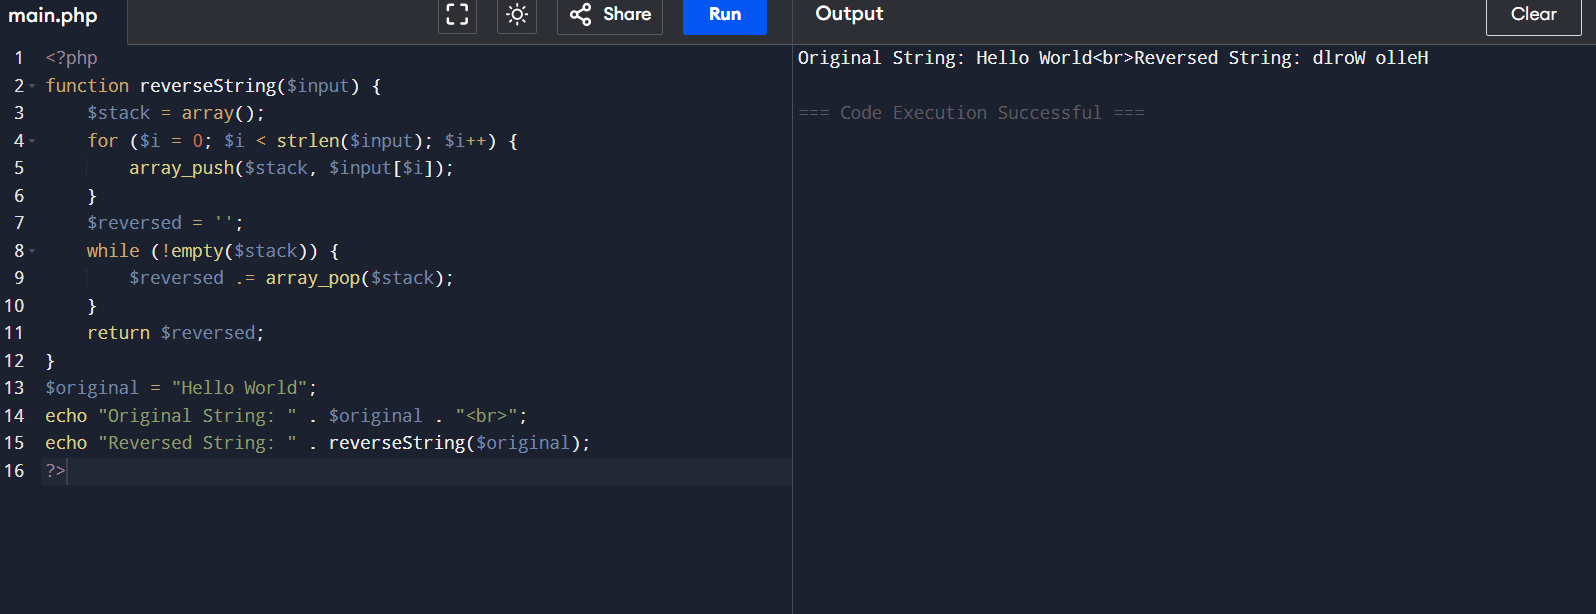 main.php
Share
Run
Output
Clear
1 <?php
2 function reverseString($input) {
3     $stack = array();
4     for ($i = 0; $i < strlen($input); $i++) {
5         array_push($stack, $input[$i]);
6     }
7     $reversed = '';
8     while (!empty($stack)) {
9         $reversed .= array_pop($stack);
10     }
11     return $reversed;
12 }
13 $original = "Hello World";
14 echo "Original String: " . $original . "<br>";
15 echo "Reversed String: " . reverseString($original);
16 ?>
Original String: Hello World<br>Reversed String: dlroW olleH
=== Code Execution Successful ===